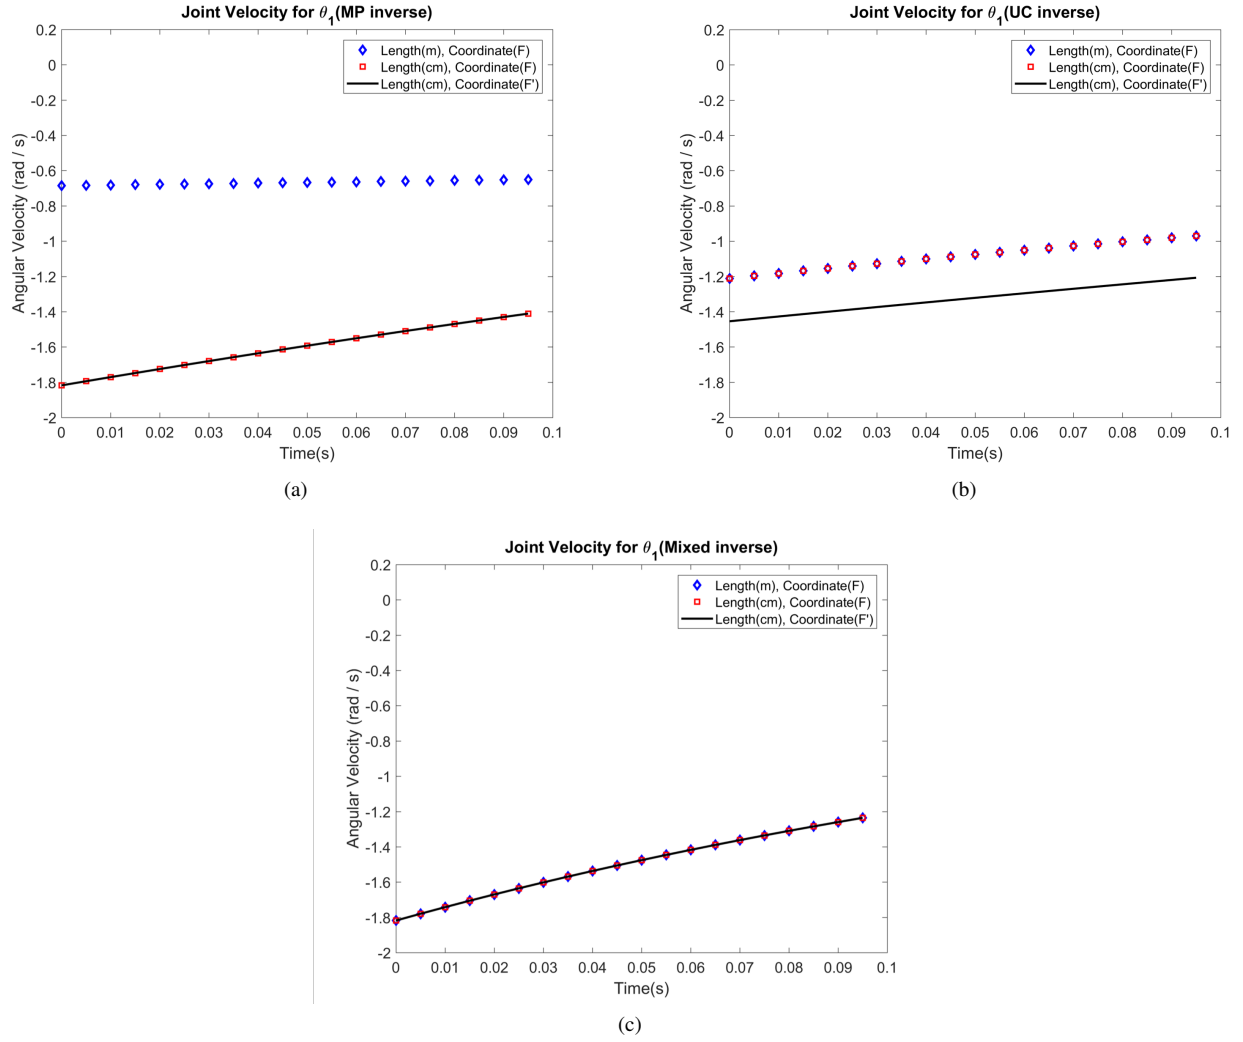 Joint Velocity for θ1(MP inverse)
Length(m), Coordinate(F)
Length(cm), Coordinate(F)
Length(cm), Coordinate(F')
0.2
0
-0.2
-0.4
-0.6
-0.8
-1
-1.2
-1.4
-1.6
-1.8
-2
Angular Velocity (rad / s)
0 0.01 0.02 0.03 0.04 0.05 0.06 0.07 0.08 0.09 0.1
Time(s)
(a)
Joint Velocity for θ1(UC inverse)
Length(m), Coordinate(F)
Length(cm), Coordinate(F)
Length(cm), Coordinate(F')
0.2
0
-0.2
-0.4
-0.6
-0.8
-1
-1.2
-1.4
-1.6
-1.8
-2
Angular Velocity (rad / s)
0 0.01 0.02 0.03 0.04 0.05 0.06 0.07 0.08 0.09 0.1
Time(s)
(b)
Joint Velocity for θ1(Mixed inverse)
Length(m), Coordinate(F)
Length(cm), Coordinate(F)
Length(cm), Coordinate(F')
0.2
0
-0.2
-0.4
-0.6
-0.8
-1
-1.2
-1.4
-1.6
-1.8
-2
Angular Velocity (rad / s)
0 0.01 0.02 0.03 0.04 0.05 0.06 0.07 0.08 0.09 0.1
Time(s)
(c)